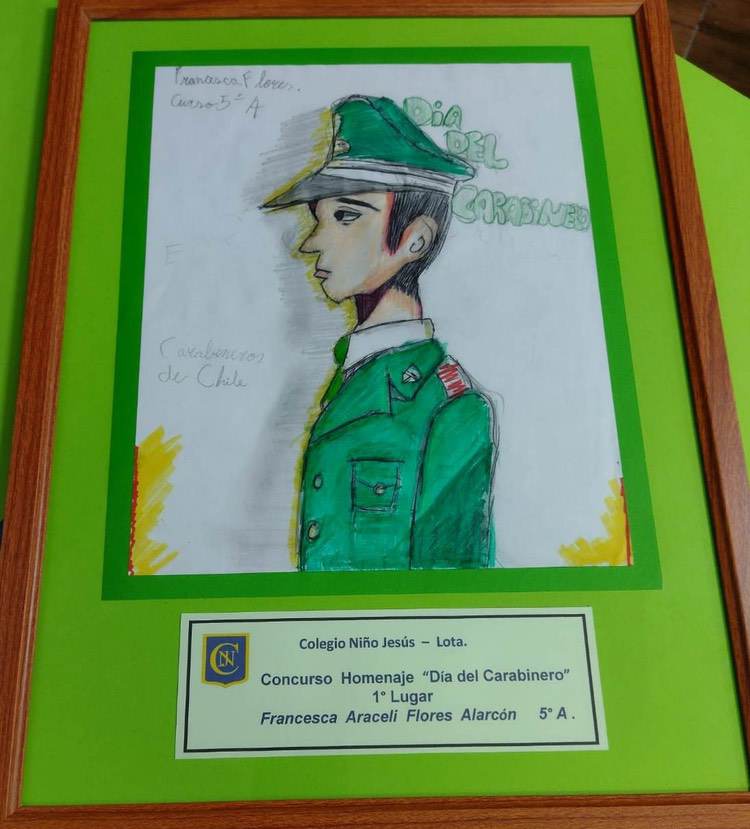 Francesca Flores.
Curso 5° A
DiA
DEL
CARABiNERO
E
Carabineros
de Chile
CNJ
Colegio Niño Jesús – Lota.
Concurso Homenaje “Día del Carabinero”
1° Lugar
Francesca Araceli Flores Alarcón 5° A .